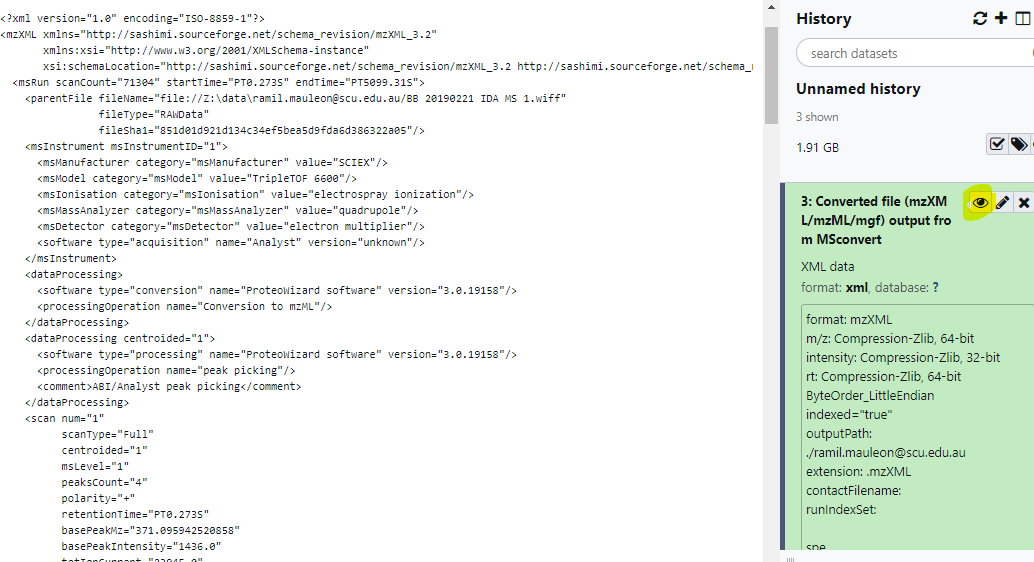 <?xml version="1.0" encoding="ISO-8859-1"?>
<mzXML xmlns="http://sashimi.sourceforge.net/schema_revision/mzXML_3.2"
xmlns:xsi="http://www.w3.org/2001/XMLSchema-instance"
xsi:schemaLocation="http://sashimi.sourceforge.net/schema_revision/mzXML_3.2 http://sashimi.sourceforge.net/schema_
<msRun scanCount="71304" startTime="PT0.273S" endTime="PT5099.31S">
<parentFile fileName="file://Z:\data\ramil.mauleon@scu.edu.au/BB 20190221 IDA MS 1.wiff"
fileType="RAWData"
fileSha1="851d01d921d134c34ef5bea5d9fda6d386322a05"/>
<msInstrument msInstrumentID="1">
<msManufacturer category="msManufacturer" value="SCIEX"/>
<msModel category="msModel" value="TripleTOF 6600"/>
<msIonisation category="msIonisation" value="electrospray ionization"/>
<msMassAnalyzer category="msMassAnalyzer" value="quadrupole"/>
<msDetector category="msDetector" value="electron multiplier"/>
<software type="acquisition" name="Analyst" version="unknown"/>
</msInstrument>
<dataProcessing>
<software type="conversion" name="ProteoWizard software" version="3.0.19158"/>
<processingOperation name="Conversion to mzML"/>
</dataProcessing>
<dataProcessing centroided="1">
<software type="processing" name="ProteoWizard software" version="3.0.19158"/>
<processingOperation name="peak picking"/>
<comment>ABI/Analyst peak picking</comment>
</dataProcessing>
<scan num="1"
scanType="Full"
centroided="1"
msLevel="1"
peaksCount="4"
polarity="+"
retentionTime="PT0.273S"
basePeakMz="371.095942520858"
basePeakIntensity="1436.0"
History
search datasets
Unnamed history
3 shown
1.91 GB
3: Converted file (mzXM
L/mzML/mgf) output fro
m MSconvert
XML data
format: xml, database: ?
format: mzXML
m/z: Compression-Zlib, 64-bit
intensity: Compression-Zlib, 32-bit
rt: Compression-Zlib, 64-bit
ByteOrder_LittleEndian
indexed="true"
outputPath:
./ramil.mauleon@scu.edu.au
extension: .mzXML
contactFilename:
runIndexSet:
spe